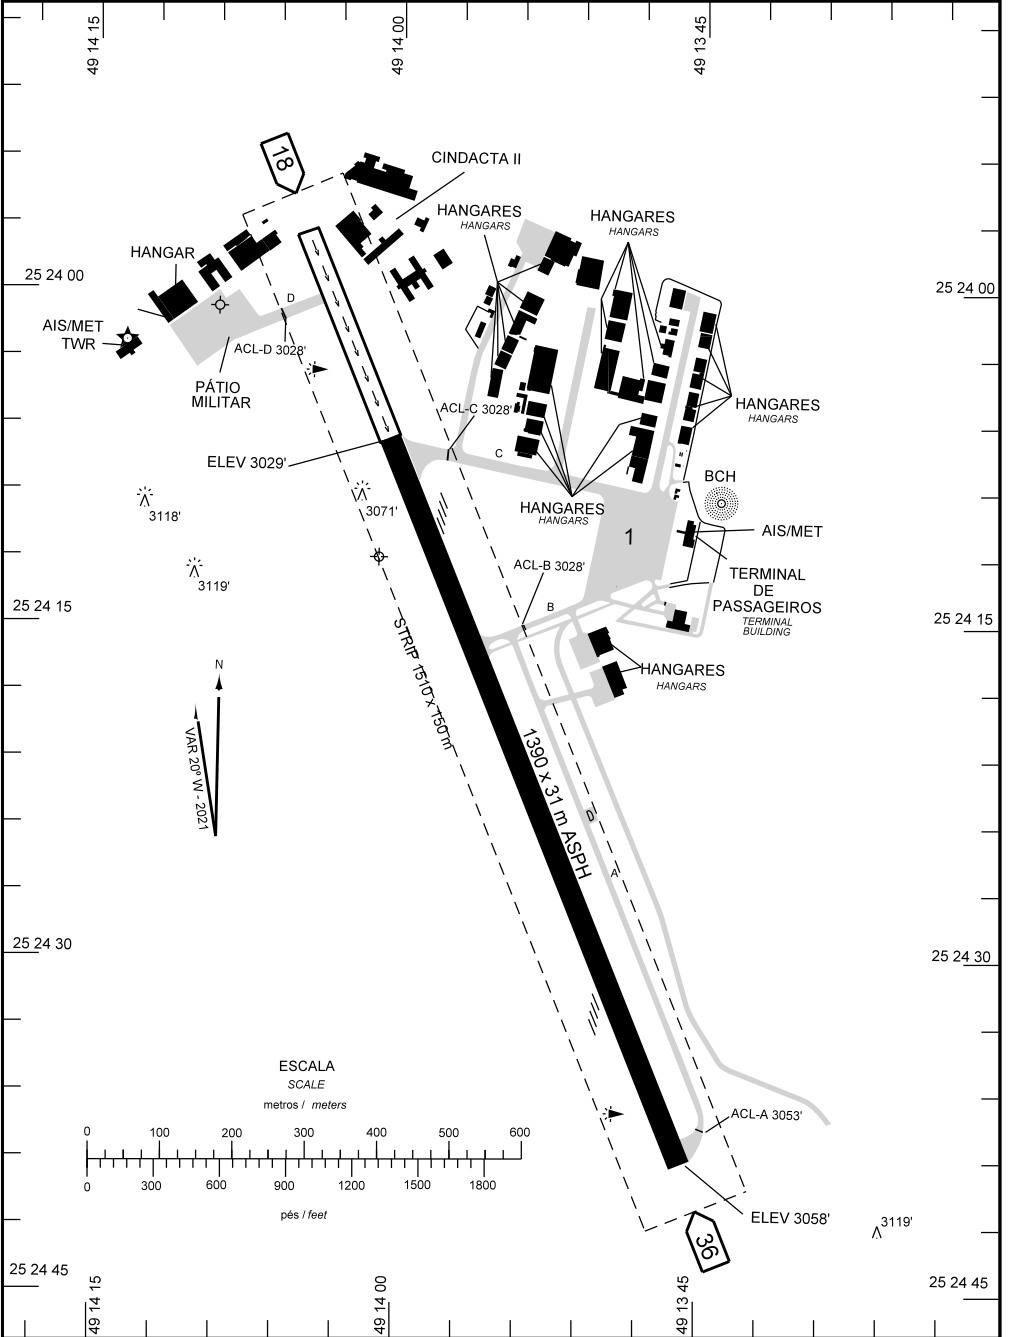 49 14 15
49 14 00
49 13 45
18
CINDACTA II
HANGARES
HANGARS
HANGARES
HANGARS
HANGAR
25 24 00
25 24 00
D
AIS/MET
TWR
ACL-D 3028'
PÁTIO
MILITAR
ACL-C 3028'
HANGARES
HANGARS
ELEV 3029'
C
BCH
3118'
3071'
HANGARES
HANGARS
1
AIS/MET
ACL-B 3028'
3119'
TERMINAL
DE
PASSAGEIROS
TERMINAL
BUILDING
25 24 15
B
25 24 15
STRIP 1510 x 150 m
N
HANGARES
HANGARS
VAR 20º W - 2021
1390 x 31 m ASPH
D
A
25 24 30
25 24 30
ESCALA
SCALE
metros / meters
0 100 200 300 400 500 600
0 300 600 900 1200 1500 1800
pés / feet
ACL-A 3053'
ELEV 3058'
3119'
36
25 24 45
25 24 45
49 14 15
49 14 00
49 13 45